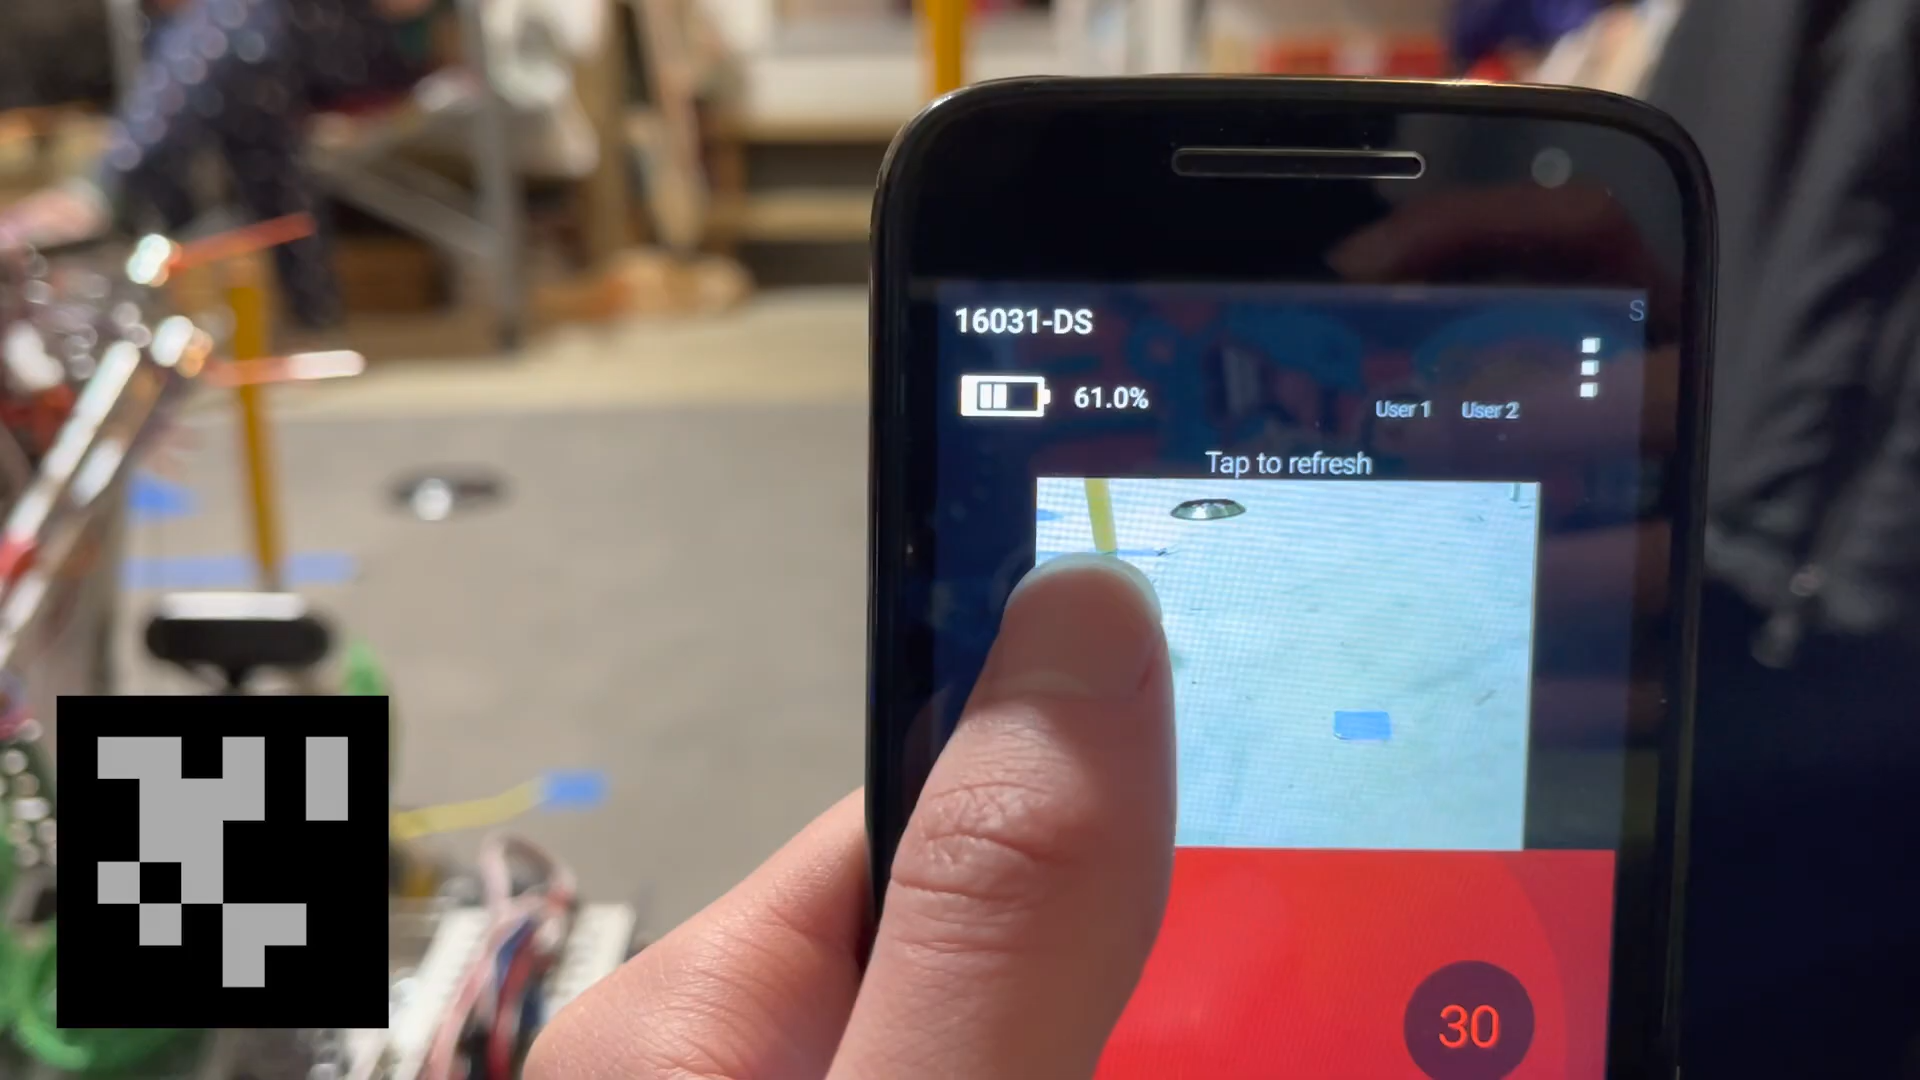 S
16031-DS
61.0%
User 1 User 2
Tap to refresh
30